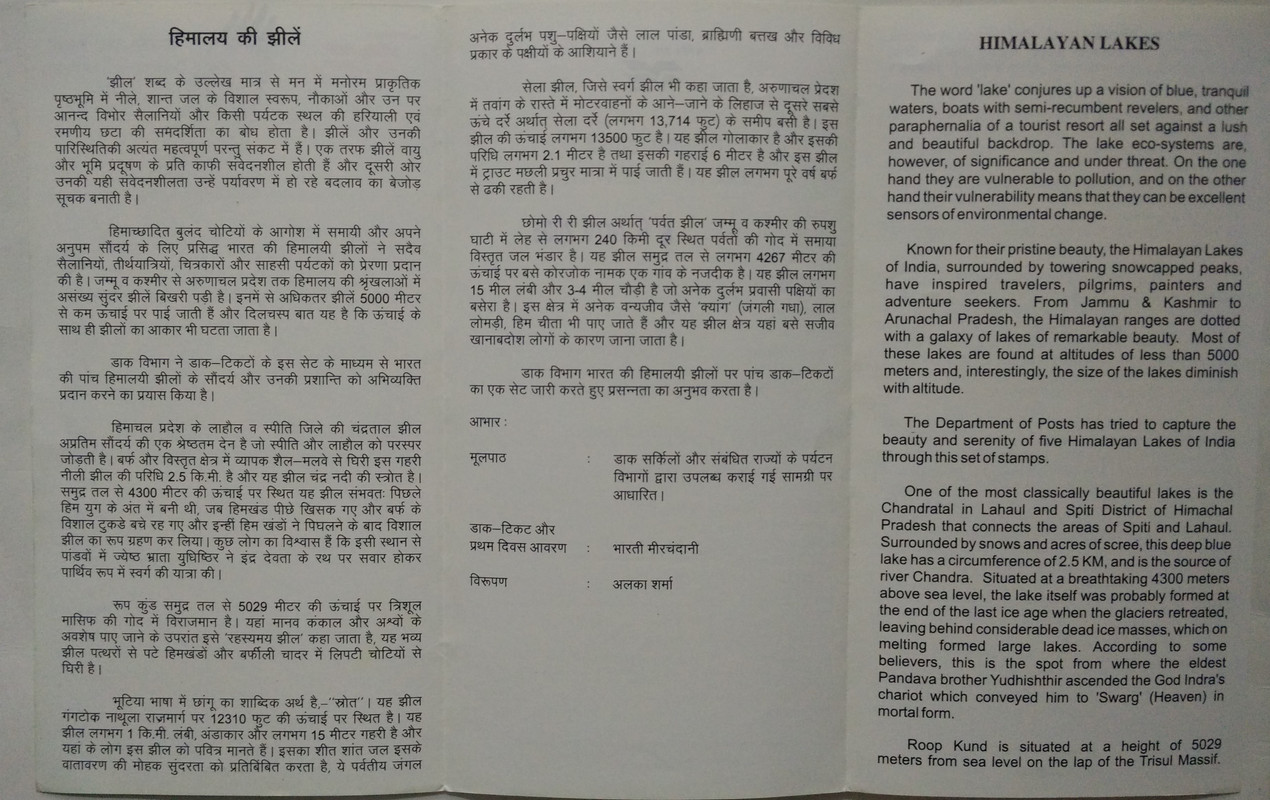 हिमालय की झीलें
'झील' शब्द के उल्लेख मात्र से मन में मनोरम प्राकृतिक
पृष्ठभूमि में नीले, शान्त जल के विशाल स्वरूप, नौकाओं और उन पर
आनन्द विभोर सैलानियों और किसी पर्यटक स्थल की हरियाली एवं
रमणीय छटा की समदर्शिता का बोध होता है। झीलें और उनकी
पारिस्थितिकी अत्यंत महत्वपूर्ण परन्तु संकट में हैं। एक तरफ झीलें वायु
और भूमि प्रदूषण के प्रति काफी संवेदनशील होती हैं और दूसरी ओर
उनकी यही संवेदनशीलता उन्हें पर्यावरण में हो रहे बदलाव का बेजोड़
सूचक बनाती है।
हिमाच्छादित बुलंद चोटियों के आगोश में समायी और अपने
अनुपम सौंदर्य के लिए प्रसिद्ध भारत की हिमालयी झीलों ने सदैव
सैलानियों, तीर्थयात्रियों, चित्रकारों और साहसी पर्यटकों को प्रेरणा प्रदान
की है। जम्मू व कश्मीर से अरुणाचल प्रदेश तक हिमालय की श्रृंखलाओं में
असंख्य सुंदर झीलें बिखरी पड़ी है। इनमें से अधिकतर झीलें 5000 मीटर
से कम ऊंचाई पर पाई जाती हैं और दिलचस्प बात यह है कि ऊंचाई के
साथ ही झीलों का आकार भी घटता जाता है।
डाक विभाग ने डाक–टिकटों के इस सेट के माध्यम से भारत
की पांच हिमालयी झीलों के सौंदर्य और उनकी प्रशान्ति को अभिव्यक्ति
प्रदान करने का प्रयास किया है।
हिमाचल प्रदेश के लाहौल व स्पीति जिले की चंद्रताल झील
अप्रतिम सौंदर्य की एक श्रेष्ठतम देन है जो स्पीति और लाहौल को परस्पर
जोड़ती है। बर्फ और विस्तृत क्षेत्र में व्यापक शैल–मलवे से घिरी इस गहरी
नीली झील की परिधि 2.5 कि.मी. है और यह झील चंद्र नदी की स्त्रोत है।
समुद्र तल से 4300 मीटर की ऊंचाई पर स्थित यह झील संभवतः पिछले
हिम युग के अंत में बनी थी, जब हिमखंड पीछे खिसक गए और बर्फ के
विशाल टुकडे बचे रह गए और इन्हीं हिम खंडों ने पिघलने के बाद विशाल
झील का रूप ग्रहण कर लिया। कुछ लोग का विश्वास हैं कि इसी स्थान से
पांडवों में ज्येष्ठ भ्राता युधिष्ठिर ने इंद्र देवता के रथ पर सवार होकर
पार्थिव रूप में स्वर्ग की यात्रा की।
रूप कुंड समुद्र तल से 5029 मीटर की ऊंचाई पर त्रिशूल
मासिफ की गोद में विराजमान है। यहां मानव कंकाल और अश्वों के
अवशेष पाए जाने के उपरांत इसे 'रहस्यमय झील' कहा जाता है, यह भव्य
झील पत्थरों से पटे हिमखंडों और बर्फीली चादर में लिपटी चोटियों से
घिरी है।
भूटिया भाषा में छांगू का शाब्दिक अर्थ है,–"स्रोत"। यह झील
गंगटोक नाथूला राजमार्ग पर 12310 फुट की ऊंचाई पर स्थित है। यह
झील लगभग 1 कि.मी. लंबी, अंडाकार और लगभग 15 मीटर गहरी है और
यहां के लोग इस झील को पवित्र मानते हैं। इसका शीत शांत जल इसके
वातावरण की मोहक सुंदरता को प्रतिबिंबित करता है, ये पर्वतीय जंगल
अनेक दुर्लभ पशु–पक्षियों जैसे लाल पांडा, ब्राह्मिणी बत्तख और विविध
प्रकार के पक्षीयों के आशियाने हैं।
सेला झील, जिसे स्वर्ग झील भी कहा जाता है, अरुणाचल प्रेदश
में तवांग के रास्ते में मोटरवाहनों के आने–जाने के लिहाज से दूसरे सबसे
ऊंचे दर्रे अर्थात् सेला दर्रे (लगभग 13,714 फुट) के समीप बसी है। इस
झील की ऊंचाई लगभग 13500 फुट है। यह झील गोलाकार है और इसकी
परिधि लगभग 2.1 मीटर है तथा इसकी गहराई 6 मीटर है और इस झील
में ट्राउट मछली प्रचुर मात्रा में पाई जाती हैं। यह झील लगभग पूरे वर्ष बर्फ
से ढकी रहती है।
छोमो री री झील अर्थात् 'पर्वत झील' जम्मू व कश्मीर की रुपशु
घाटी में लेह से लगभग 240 किमी दूर स्थित पर्वतों की गोद में समाया
विस्तृत जल भंडार है। यह झील समुद्र तल से लगभग 4267 मीटर की
ऊंचाई पर बसे कोरजोक नामक एक गांव के नजदीक है। यह झील लगभग
15 मील लंबी और 3-4 मील चौड़ी है जो अनेक दुर्लभ प्रवासी पक्षियों का
बसेरा है। इस क्षेत्र में अनेक वन्यजीव जैसे 'क्यांग' (जंगली गधा), लाल
लोमड़ी, हिम चीता भी पाए जाते हैं और यह झील क्षेत्र यहां बसे सजीव
खानाबदोश लोगों के कारण जाना जाता है।
डाक विभाग भारत की हिमालयी झीलों पर पांच डाक–टिकटों
का एक सेट जारी करते हुए प्रसन्नता का अनुभव करता है।
आभार :
मूलपाठ : डाक सर्किलों और संबंधित राज्यों के पर्यटन
विभागों द्वारा उपलब्ध कराई गई सामग्री पर
आधारित।
डाक–टिकट और
प्रथम दिवस आवरण : भारती मीरचंदानी
विरूपण : अलका शर्मा
HIMALAYAN LAKES
The word 'lake' conjures up a vision of blue, tranquil
waters, boats with semi-recumbent revelers, and other
paraphernalia of a tourist resort all set against a lush
and beautiful backdrop. The lake eco-systems are,
however, of significance and under threat. On the one
hand they are vulnerable to pollution, and on the other
hand their vulnerability means that they can be excellent
sensors of environmental change.
Known for their pristine beauty, the Himalayan Lakes
of India, surrounded by towering snowcapped peaks,
have inspired travelers, pilgrims, painters and
adventure seekers. From Jammu & Kashmir to
Arunachal Pradesh, the Himalayan ranges are dotted
with a galaxy of lakes of remarkable beauty. Most of
these lakes are found at altitudes of less than 5000
meters and, interestingly, the size of the lakes diminish
with altitude.
The Department of Posts has tried to capture the
beauty and serenity of five Himalayan Lakes of India
through this set of stamps.
One of the most classically beautiful lakes is the
Chandratal in Lahaul and Spiti District of Himachal
Pradesh that connects the areas of Spiti and Lahaul.
Surrounded by snows and acres of scree, this deep blue
lake has a circumference of 2.5 KM, and is the source of
river Chandra. Situated at a breathtaking 4300 meters
above sea level, the lake itself was probably formed at
the end of the last ice age when the glaciers retreated,
leaving behind considerable dead ice masses, which on
melting formed large lakes. According to some
believers, this is the spot from where the eldest
Pandava brother Yudhishthir ascended the God Indra's
chariot which conveyed him to 'Swarg' (Heaven) in
mortal form.
Roop Kund is situated at a height of 5029
meters from sea level on the lap of the Trisul Massif.